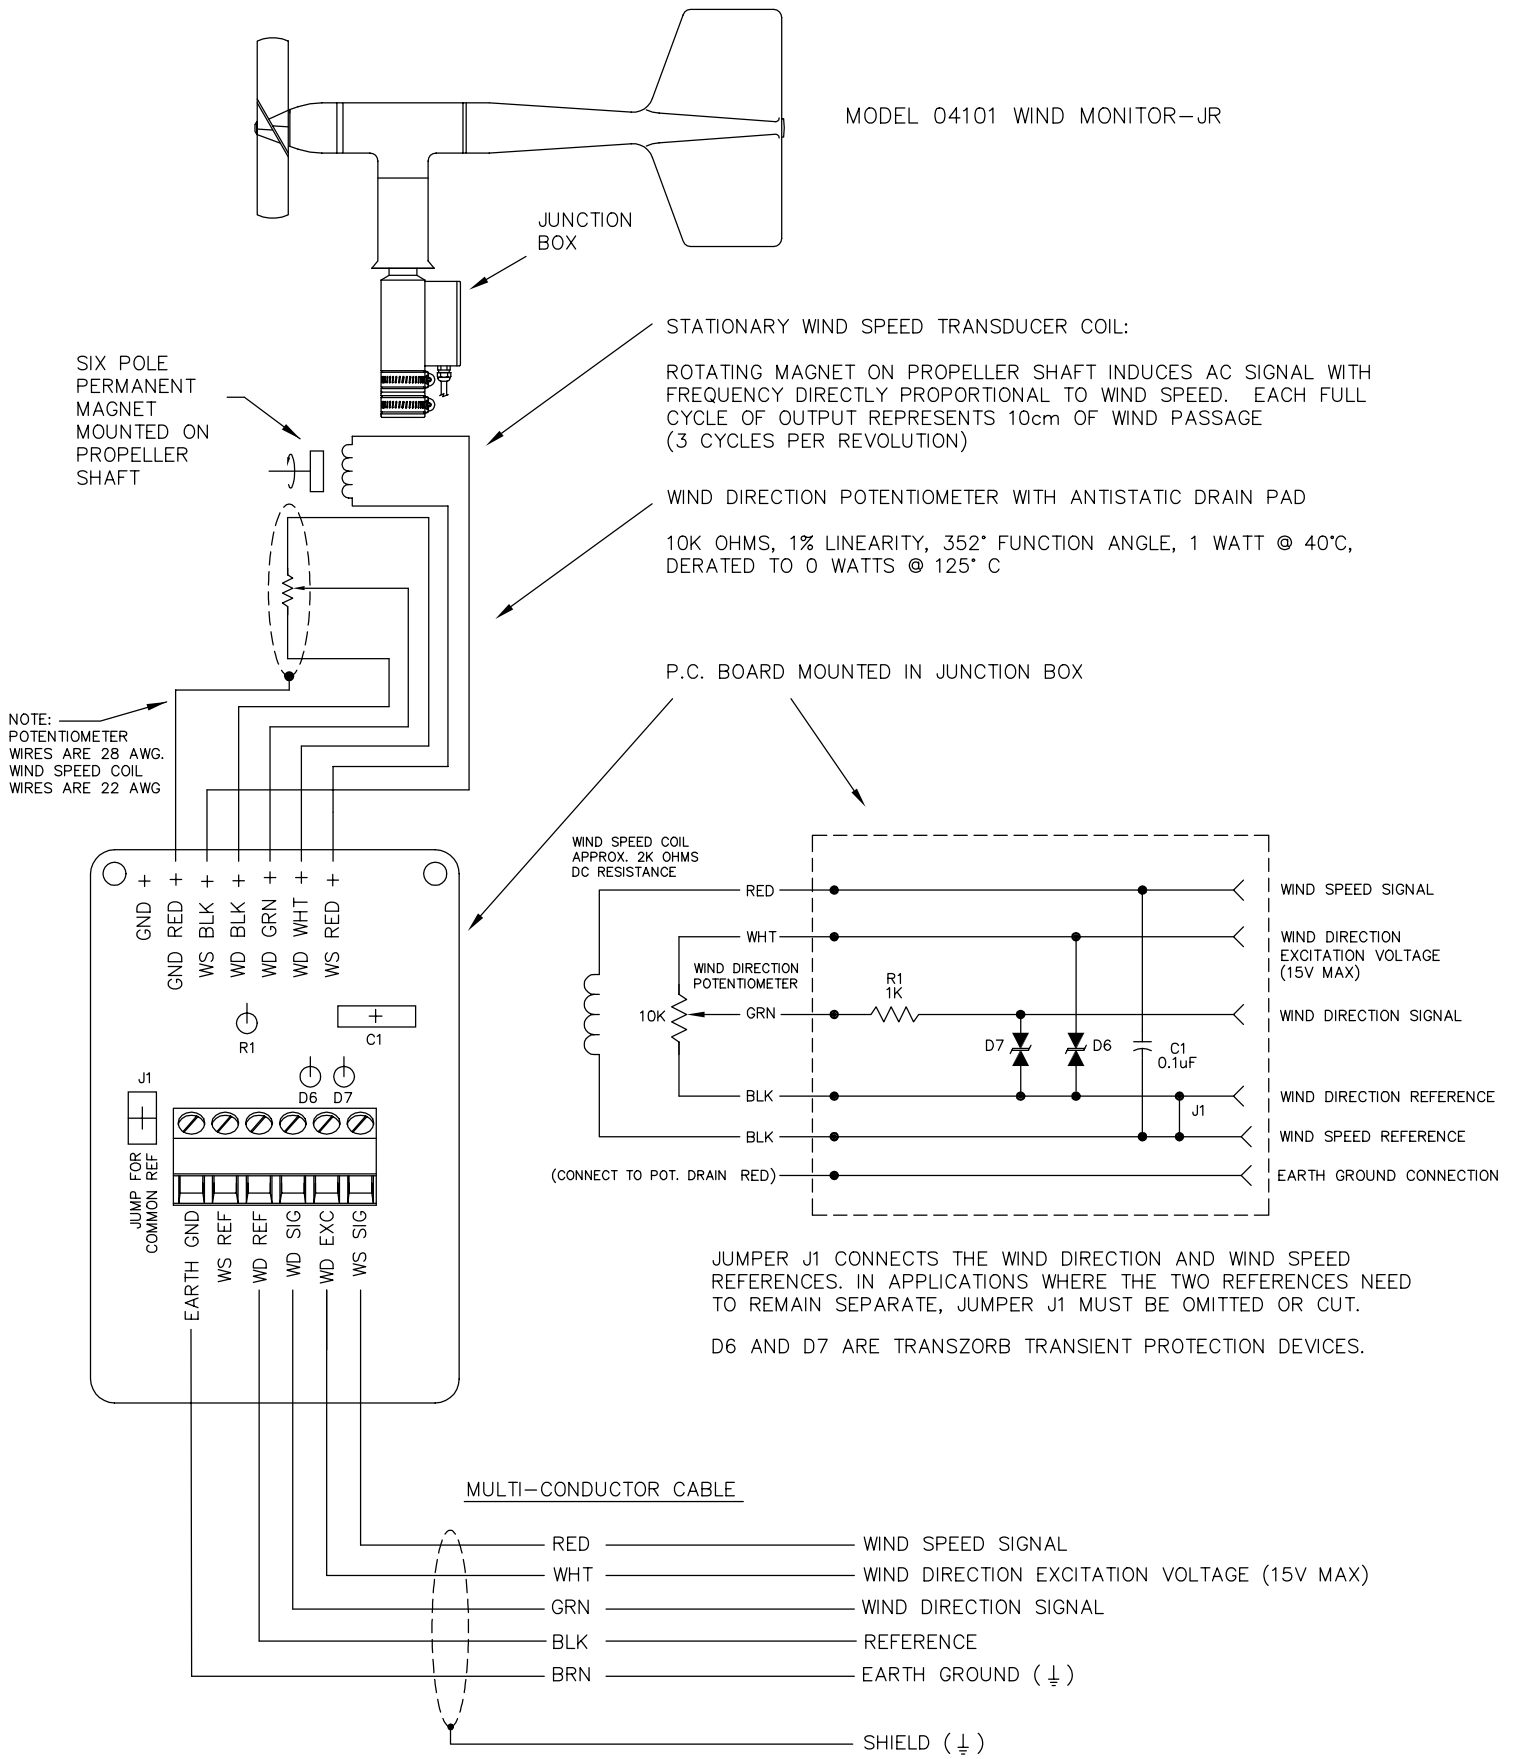 MODEL 04101 WIND MONITOR-JR
JUNCTION
BOX
STATIONARY WIND SPEED TRANSDUCER COIL:
ROTATING MAGNET ON PROPELLER SHAFT INDUCES AC SIGNAL WITH
FREQUENCY DIRECTLY PROPORTIONAL TO WIND SPEED. EACH FULL
CYCLE OF OUTPUT REPRESENTS 10cm OF WIND PASSAGE
(3 CYCLES PER REVOLUTION)
SIX POLE
PERMANENT
MAGNET
MOUNTED ON
PROPELLER
SHAFT
WIND DIRECTION POTENTIOMETER WITH ANTISTATIC DRAIN PAD
10K OHMS, 1% LINEARITY, 352° FUNCTION ANGLE, 1 WATT @ 40°C,
DERATED TO 0 WATTS @ 125° C
P.C. BOARD MOUNTED IN JUNCTION BOX
NOTE:
POTENTIOMETER
WIRES ARE 28 AWG.
WIND SPEED COIL
WIRES ARE 22 AWG
GND +
GND RED +
WS BLK +
WD BLK +
WD GRN +
WD WHT +
WS RED +
R1
C1
J1
D6
D7
JUMP FOR
COMMON REF
EARTH GND
WS REF
WD REF
WD SIG
WD EXC
WS SIG
WIND SPEED COIL
APPROX. 2K OHMS
DC RESISTANCE
RED
WIND SPEED SIGNAL
WHT
WIND DIRECTION
EXCITATION VOLTAGE
(15V MAX)
WIND DIRECTION
POTENTIOMETER
10K
GRN
R1
1K
WIND DIRECTION SIGNAL
D7
D6
C1
0.1uF
BLK
WIND DIRECTION REFERENCE
J1
BLK
WIND SPEED REFERENCE
(CONNECT TO POT. DRAIN RED)
EARTH GROUND CONNECTION
JUMPER J1 CONNECTS THE WIND DIRECTION AND WIND SPEED
REFERENCES. IN APPLICATIONS WHERE THE TWO REFERENCES NEED
TO REMAIN SEPARATE, JUMPER J1 MUST BE OMITTED OR CUT.
D6 AND D7 ARE TRANSZORB TRANSIENT PROTECTION DEVICES.
MULTI-CONDUCTOR CABLE
RED
WIND SPEED SIGNAL
WHT
WIND DIRECTION EXCITATION VOLTAGE (15V MAX)
GRN
WIND DIRECTION SIGNAL
BLK
REFERENCE
BRN
EARTH GROUND (⏚)
SHIELD (⏚)